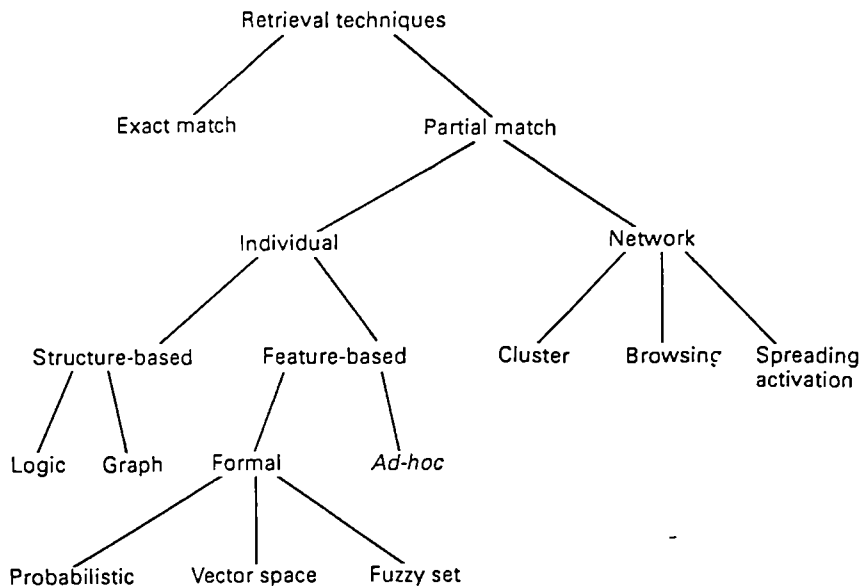 Retrieval techniques
Exact match
Partial match
Individual
Network
Structure-based
Feature-based
Cluster
Browsing
Spreading
activation
Logic
Graph
Formal
Ad-hoc
Probabilistic
Vector space
Fuzzy set